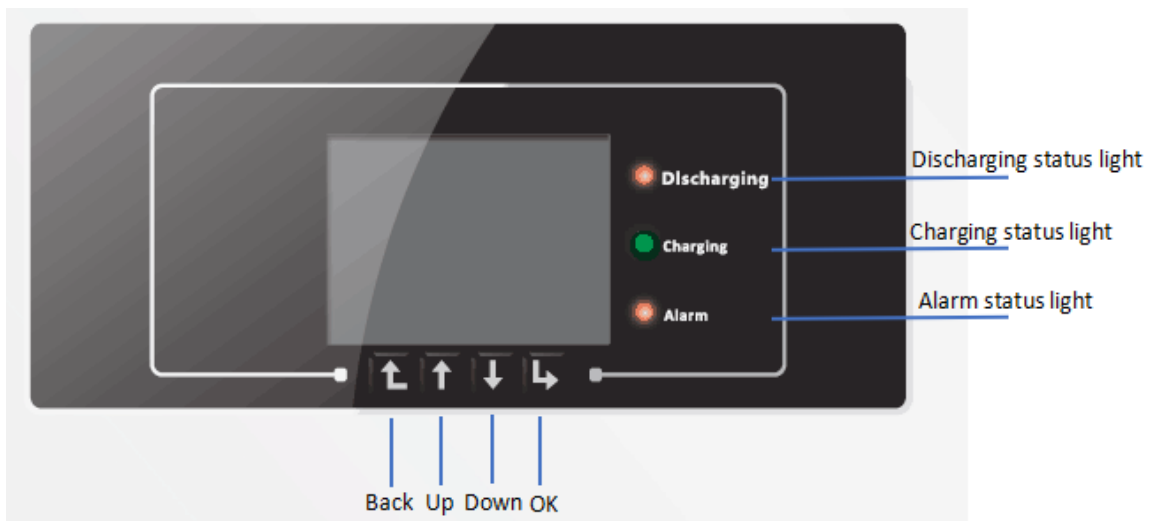 Discharging
Discharging status light
Charging
Charging status light
Alarm
Alarm status light
Back Up Down OK